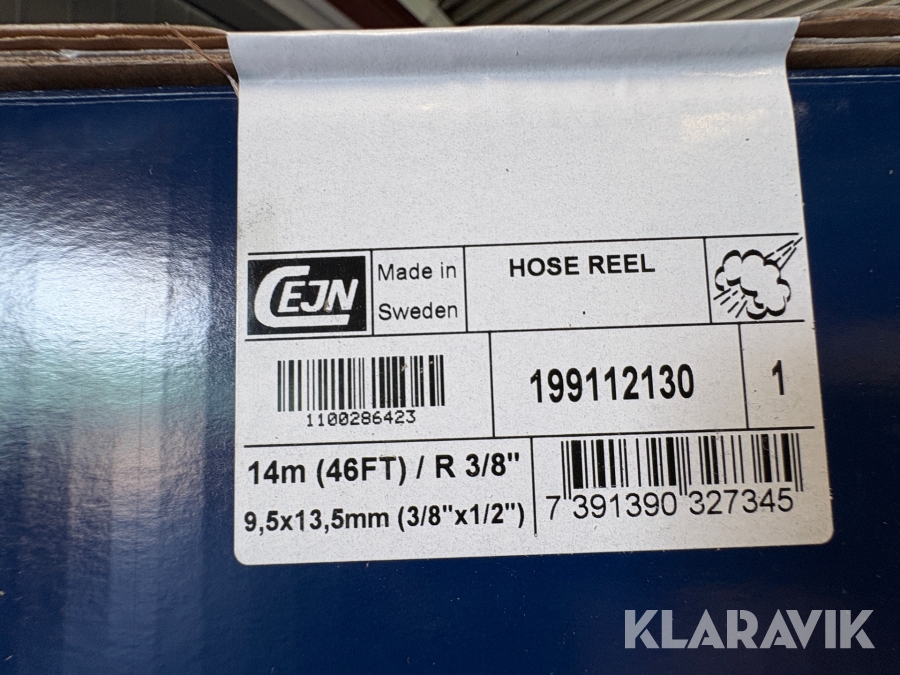 CEJN
Made in
Sweden
HOSE REEL
1100286423
199112130
1
14m (46FT) / R 3/8"
9,5x13,5mm (3/8"x1/2")
7 391390 327345
KLARAVIK